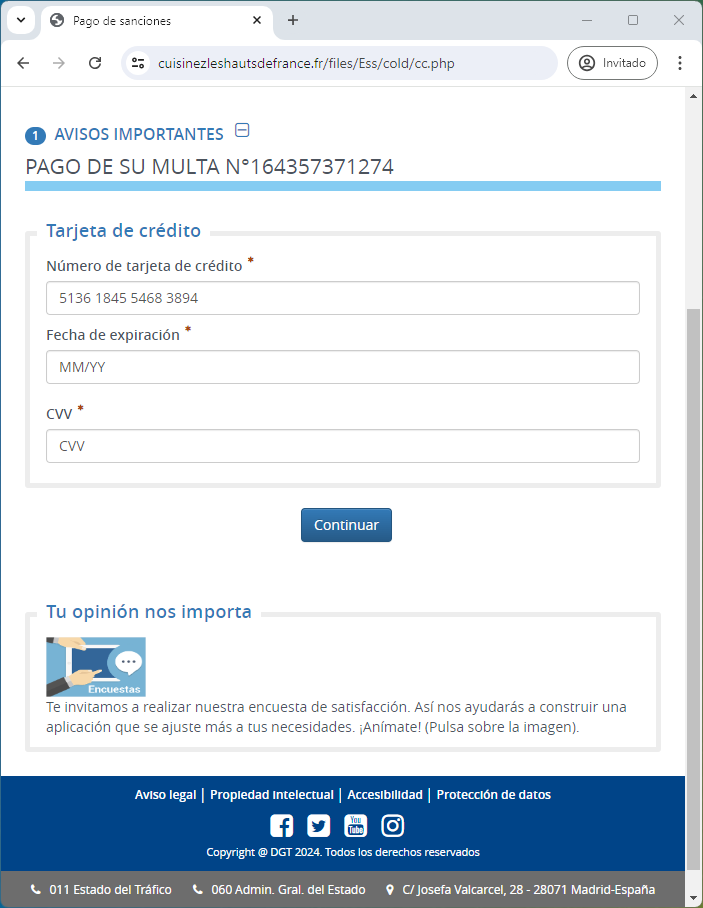 Pago de sanciones
cuisinezleshautsdefrance.fr/files/Ess/cold/cc.php
Invitado
1 AVISOS IMPORTANTES
PAGO DE SU MULTA N°164357371274
Tarjeta de crédito
Número de tarjeta de crédito *
5136 1845 5468 3894
Fecha de expiración *
MM/YY
CVV *
CVV
Continuar
Tu opinión nos importa
Encuestas
Te invitamos a realizar nuestra encuesta de satisfacción. Así nos ayudarás a construir una
aplicación que se ajuste más a tus necesidades. ¡Anímate! (Pulsa sobre la imagen).
Aviso legal | Propiedad intelectual | Accesibilidad | Protección de datos
You Tube
Copyright @ DGT 2024. Todos los derechos reservados
011 Estado del Tráfico 060 Admin. Gral. del Estado C/ Josefa Valcarcel, 28 - 28071 Madrid-España